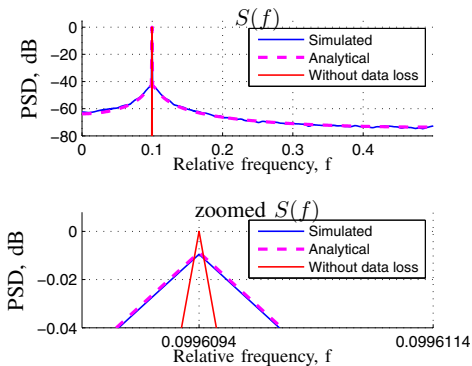 S(f)
PSD, dB
0
−20
−40
−60
−80
Simulated
Analytical
Without data loss
0 0.1 0.2 0.3 0.4
Relative frequency, f
zoomed S(f)
PSD, dB
0
−0.02
−0.04
Simulated
Analytical
Without data loss
0.0996094 0.0996114
Relative frequency, f